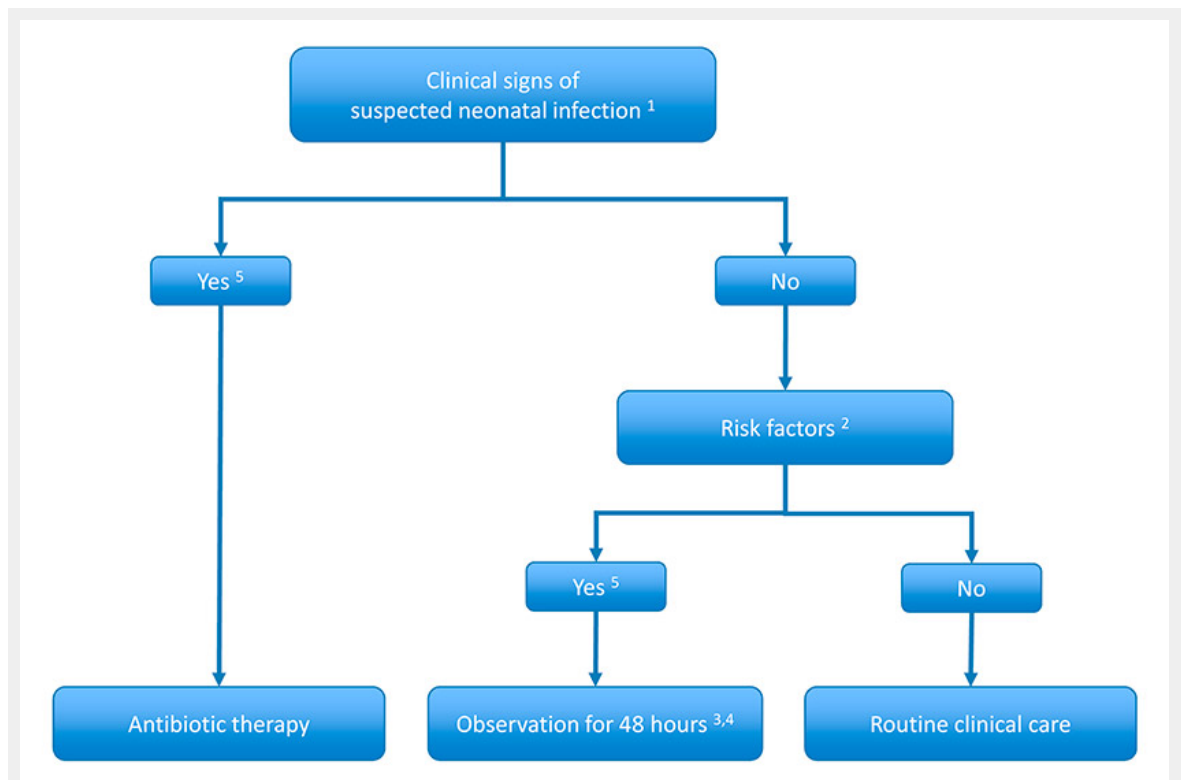 Clinical signs of
suspected neonatal infection 1
Yes 5
No
Risk factors 2
Yes 5
No
Antibiotic therapy
Observation for 48 hours 3,4
Routine clinical care